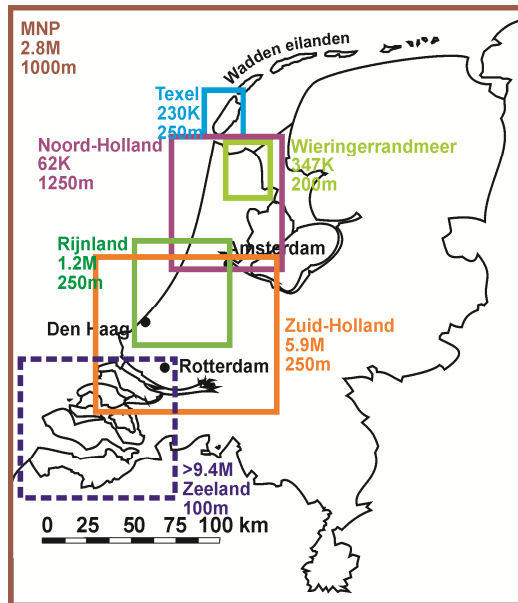 MNP
2.8M
1000m
Wadden eilanden
Texel
230K
250m
Noord-Holland
62K
1250m
Wieringerrandmeer
347K
200m
Rijnland
1.2M
250m
Amsterdam
Den Haag
Zuid-Holland
5.9M
250m
Rotterdam
>9.4M
Zeeland
100m
0 25 50 75 100 km